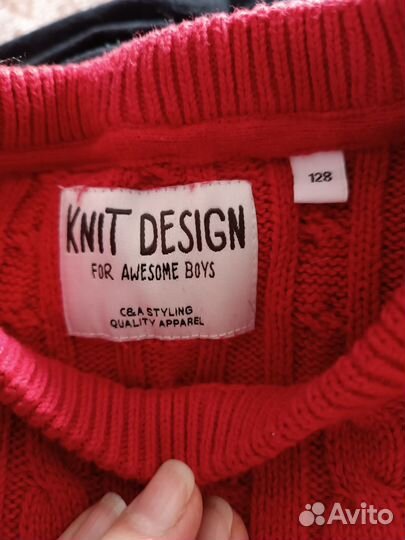 KNIT DESIGN
FOR AWESOME BOYS
C&A STYLING
QUALITY APPAREL
128
Avito